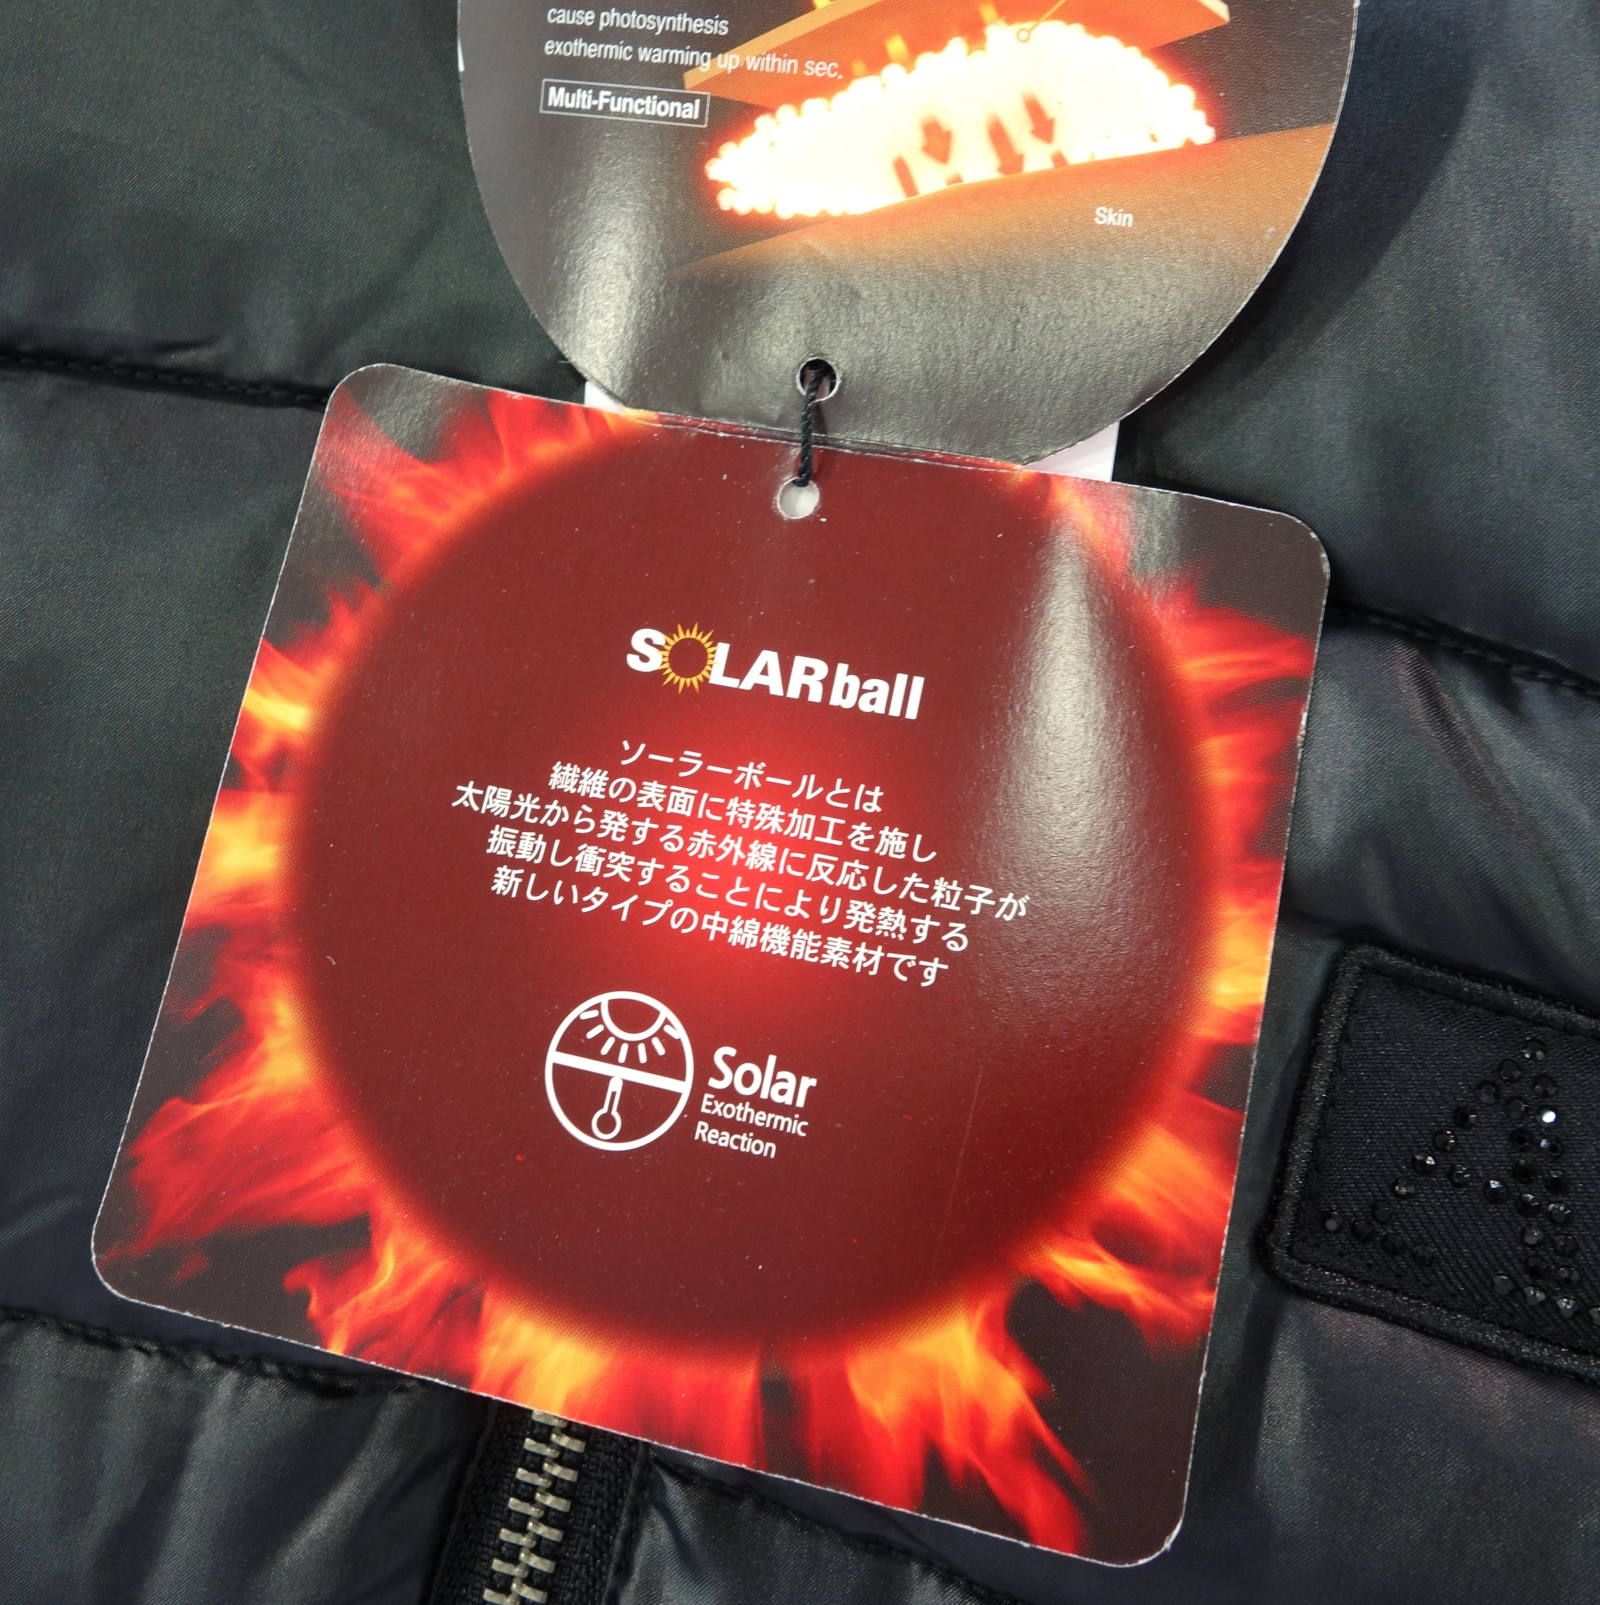 cause photosynthesis
exothermic warming up within sec.
Multi-Functional
Skin
SOLARball
ソーラーボールとは
繊維の表面に特殊加工を施し
太陽光から発する赤外線に反応した粒子が
振動し衝突することにより発熱する
新しいタイプの中綿機能素材です
Solar
Exothermic
Reaction